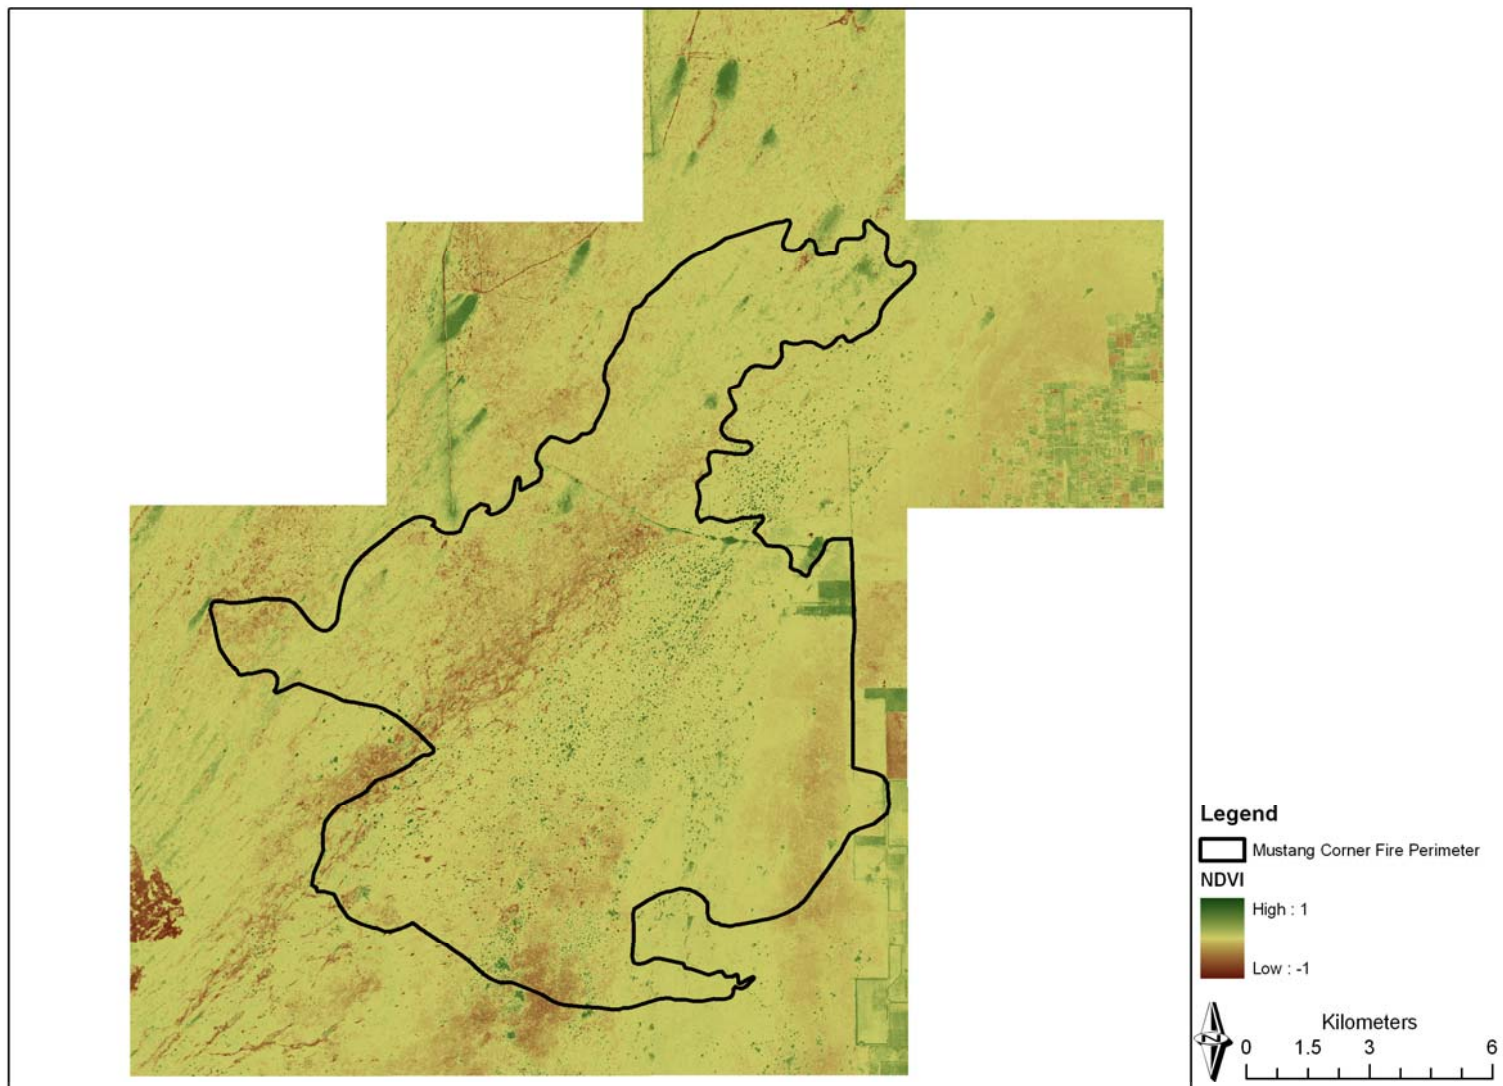 Legend
Mustang Corner Fire Perimeter
NDVI
High : 1
Low : -1
N
Kilometers
0 1.5 3 6